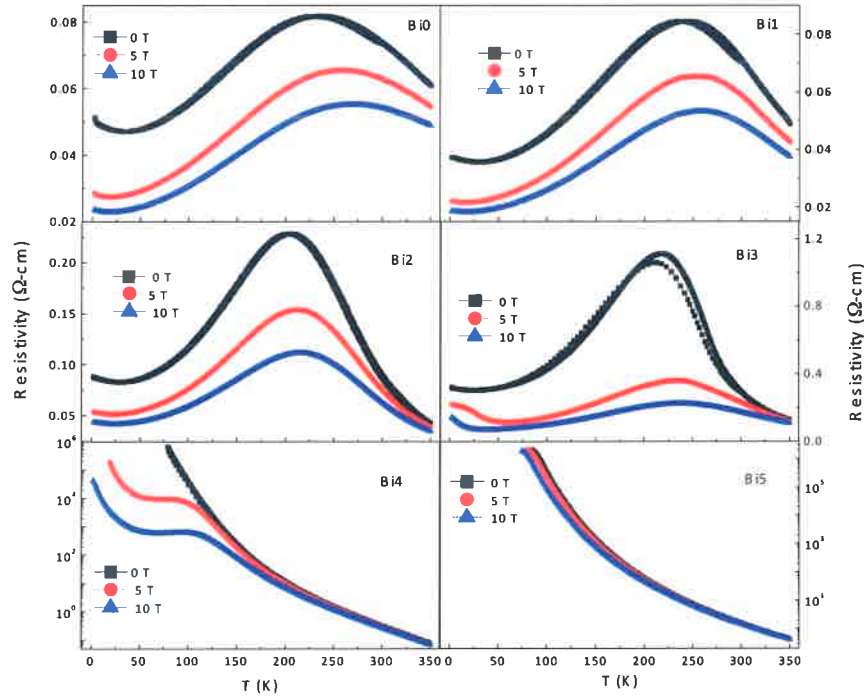 Bi0
0.08
0.06
0.04
0.02
0 T
5 T
10 T
Bi1
0.08
0.06
0.04
0.02
0 T
5 T
10 T
Bi2
0.20
0.15
0.10
0.05
0 T
5 T
10 T
Bi3
1.2
0.8
0.4
0.0
0 T
5 T
10 T
Resistivity (Ω-cm)
Resistivity (Ω-cm)
Bi4
10⁶
10⁴
10²
10⁰
0 T
5 T
10 T
Bi5
10⁵
10³
10¹
0 T
5 T
10 T
0 50 100 150 200 250 300 350
0 50 100 150 200 250 300 350
T (K)
T (K)